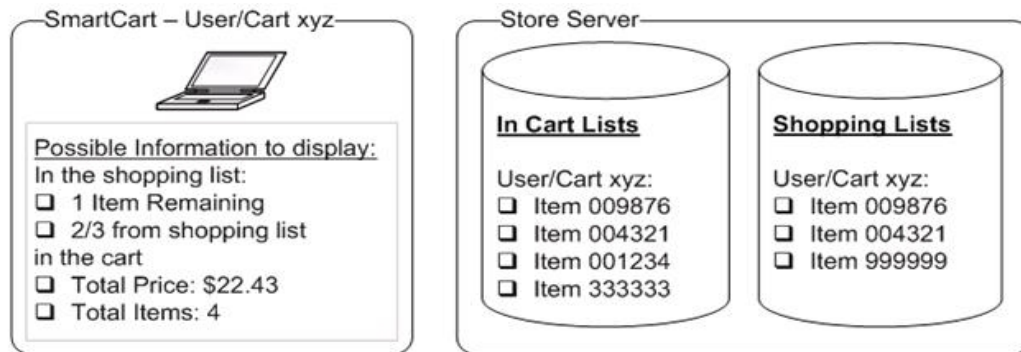 SmartCart – User/Cart xyz
Possible Information to display:
In the shopping list:
❑ 1 Item Remaining
❑ 2/3 from shopping list
in the cart
❑ Total Price: $22.43
❑ Total Items: 4
Store Server
In Cart Lists
User/Cart xyz:
❑ Item 009876
❑ Item 004321
❑ Item 001234
❑ Item 333333
Shopping Lists
User/Cart xyz:
❑ Item 009876
❑ Item 004321
❑ Item 999999